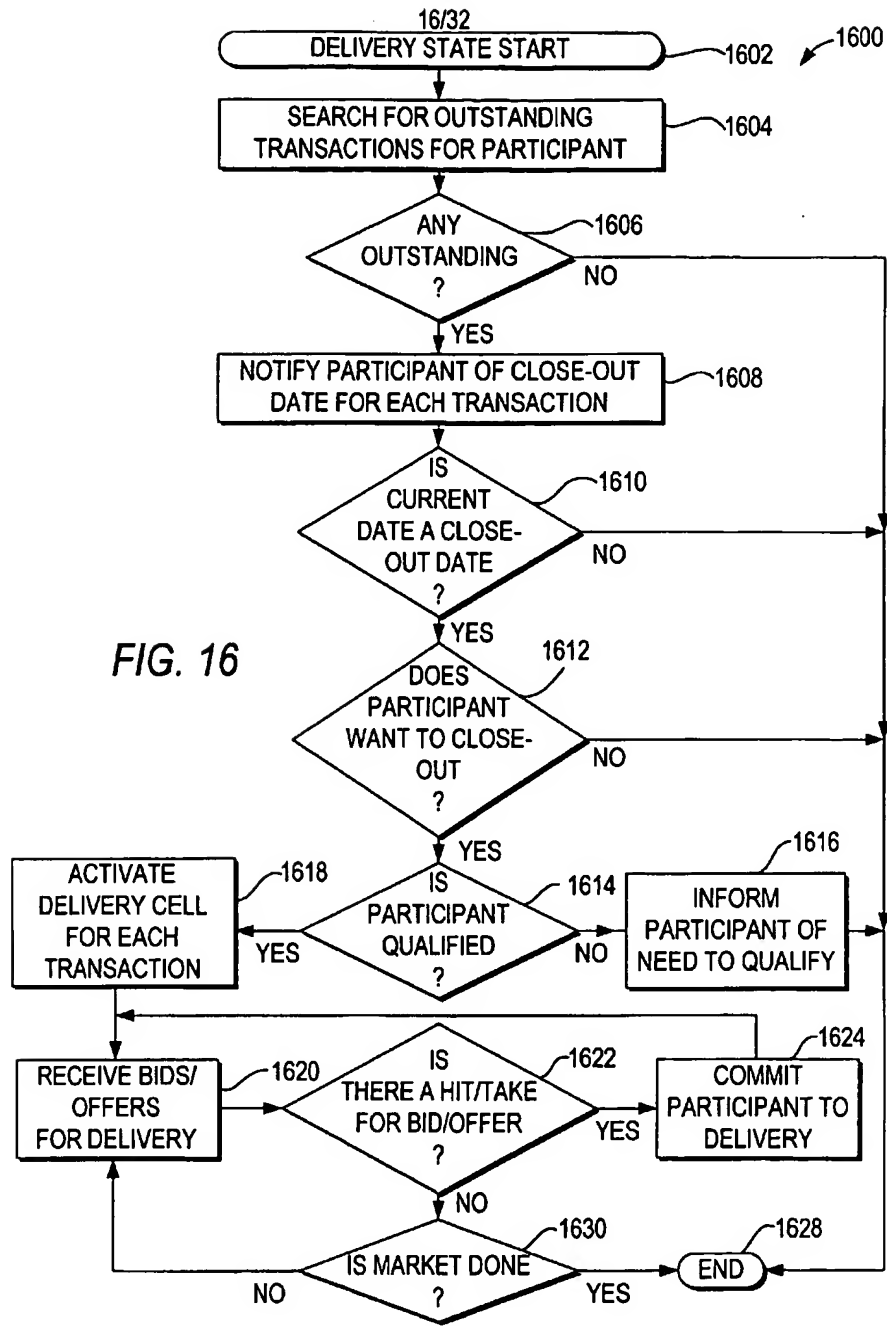 16/32
DELIVERY STATE START
1602
1600
SEARCH FOR OUTSTANDING
TRANSACTIONS FOR PARTICIPANT
1604
ANY
OUTSTANDING
?
1606
NO
YES
NOTIFY PARTICIPANT OF CLOSE-OUT
DATE FOR EACH TRANSACTION
1608
IS
CURRENT
DATE A CLOSE-
OUT DATE
?
1610
NO
YES
FIG. 16
DOES
PARTICIPANT
WANT TO CLOSE-
OUT
?
1612
NO
YES
ACTIVATE
DELIVERY CELL
FOR EACH
TRANSACTION
1618
YES
IS
PARTICIPANT
QUALIFIED
?
1614
NO
INFORM
PARTICIPANT OF
NEED TO QUALIFY
1616
RECEIVE BIDS/
OFFERS
FOR DELIVERY
1620
IS
THERE A HIT/TAKE
FOR BID/OFFER
?
1622
YES
COMMIT
PARTICIPANT TO
DELIVERY
1624
NO
IS MARKET DONE
?
1630
NO
YES
END
1628